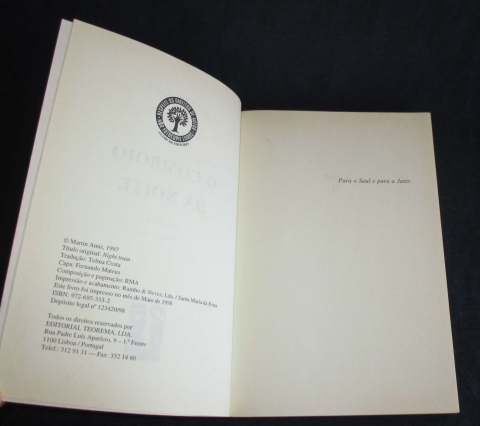 © Martin Amis, 1997
Título original: Night train
Tradução: Telma Costa
Capa: Fernando Mateus
Composição e paginação: RMA
Impressão e acabamento: Rainho & Neves, Lda. / Santa Maria da Feira
Este livro foi impresso no mês de Maio de 1998
ISBN: 972-695-333-2
Depósito legal nº 123420/98
Todos os direitos reservados por
EDITORIAL TEOREMA, LDA.
Rua Padre Luís Aparício, 9 – 1.º Frente
1100 Lisboa / Portugal
Telef.: 312 91 31 — Fax: 352 14 80
Para o Saul e para a Janis